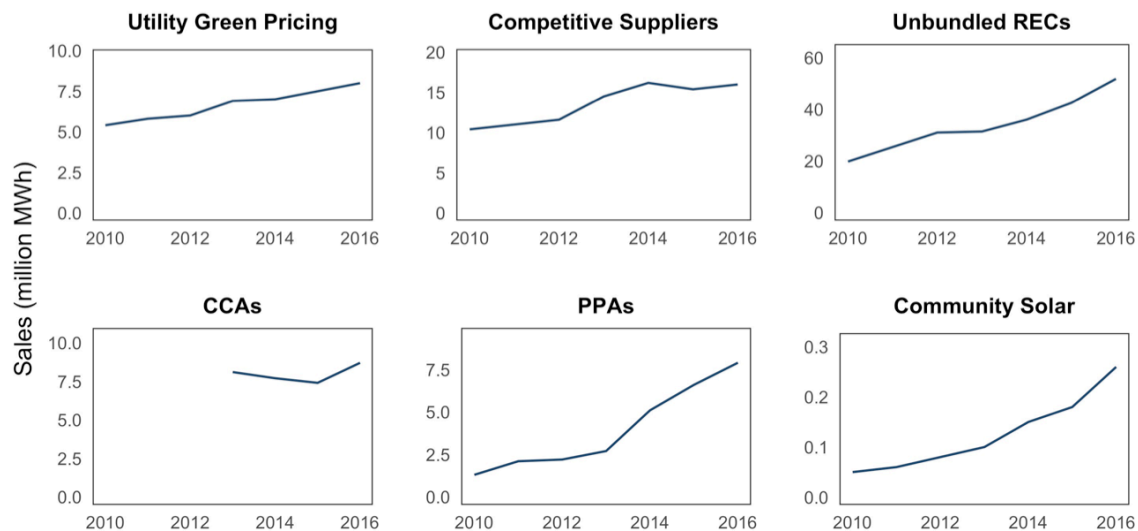 Utility Green Pricing
Competitive Suppliers
Unbundled RECs
Sales (million MWh)
10.0
7.5
5.0
2.5
0.0
2010 2012 2014 2016
20
15
10
5
0
2010 2012 2014 2016
60
40
20
0
2010 2012 2014 2016
CCAs
PPAs
Community Solar
10.0
7.5
5.0
2.5
0.0
2010 2012 2014 2016
7.5
5.0
2.5
0.0
2010 2012 2014 2016
0.3
0.2
0.1
0.0
2010 2012 2014 2016